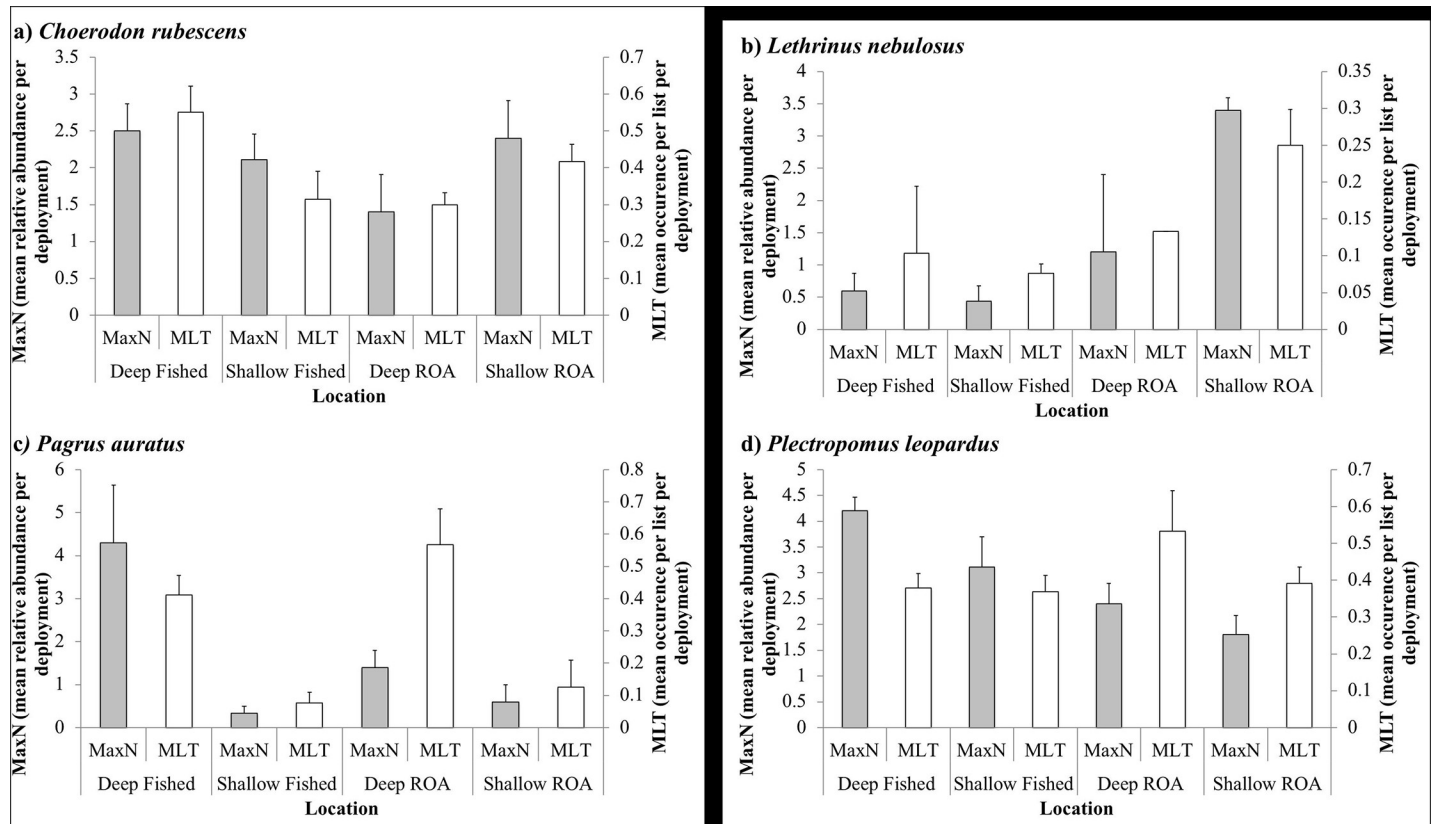 a) Choerodon rubescens
MaxN (mean relative abundance per
deployment)
3.5
3
2.5
2
1.5
1
0.5
0
0.7
0.6
0.5
0.4
0.3
0.2
0.1
0
MLT (mean occurence per list per
deployment)
MaxN MLT MaxN MLT MaxN MLT MaxN MLT
Deep Fished Shallow Fished Deep ROA Shallow ROA
Location
b) Lethrinus nebulosus
MaxN (mean relative abundance per
deployment)
4
3.5
3
2.5
2
1.5
1
0.5
0
0.35
0.3
0.25
0.2
0.15
0.1
0.05
0
MLT (mean occurence per list per
deployment)
MaxN MLT MaxN MLT MaxN MLT MaxN MLT
Deep Fished Shallow Fished Deep ROA Shallow ROA
Location
c) Pagrus auratus
MaxN (mean relative abundance per
deployment)
6
5
4
3
2
1
0
0.8
0.7
0.6
0.5
0.4
0.3
0.2
0.1
0
MLT (mean occurence per list per
deployment)
MaxN MLT MaxN MLT MaxN MLT MaxN MLT
Deep Fished Shallow Fished Deep ROA Shallow ROA
Location
d) Plectropomus leopardus
MaxN (mean relative abundance per
deployment)
5
4.5
4
3.5
3
2.5
2
1.5
1
0.5
0
0.7
0.6
0.5
0.4
0.3
0.2
0.1
0
MLT (mean occurence per list per
deployment)
MaxN MLT MaxN MLT MaxN MLT MaxN MLT
Deep Fished Shallow Fished Deep ROA Shallow ROA
Location